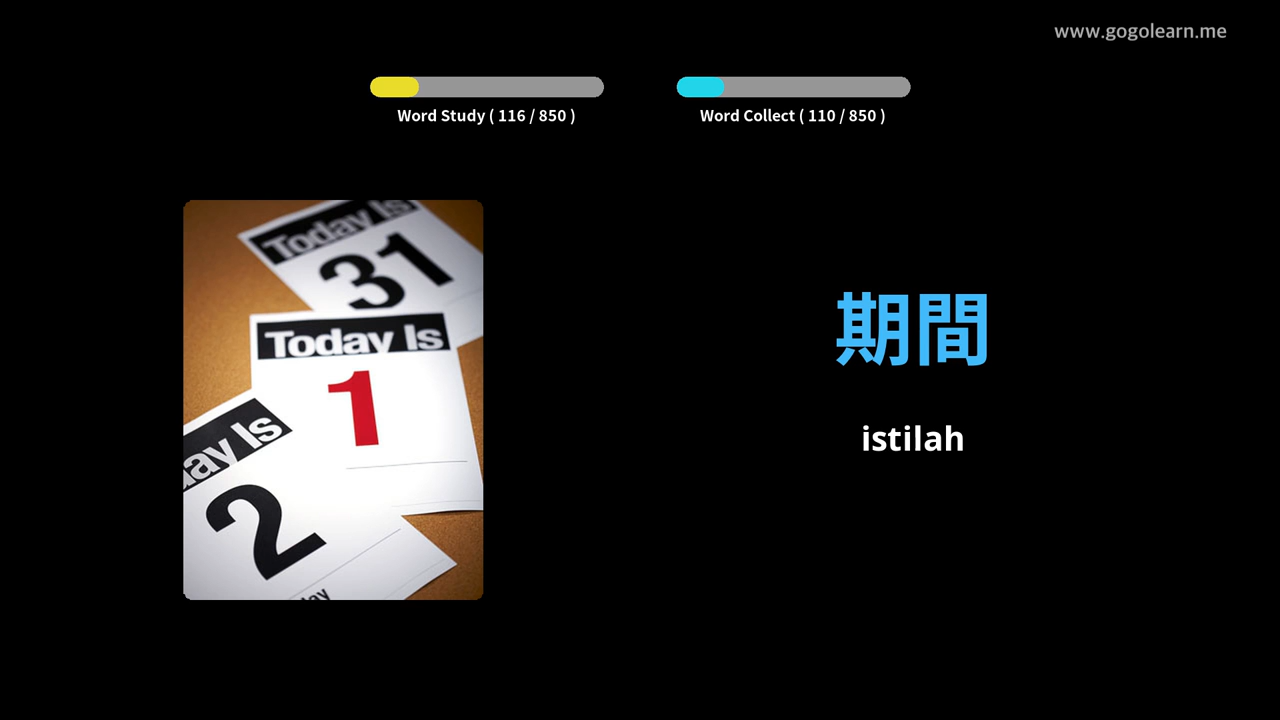 www.gogolearn.me
Word Study ( 116 / 850 )
Word Collect ( 110 / 850 )
Today Is
31
Today Is
1
ay Is
2
期間
istilah